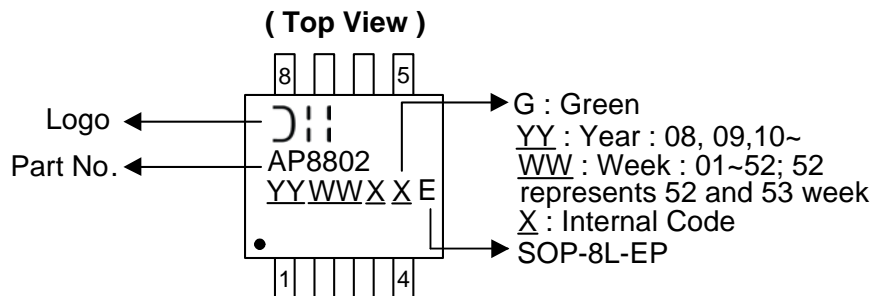 ( Top View )
8 5
Logo
AP8802
Part No.
YYWWXXE
G : Green
YY : Year : 08, 09,10~
WW : Week : 01~52; 52
represents 52 and 53 week
X : Internal Code
SOP-8L-EP
1 4